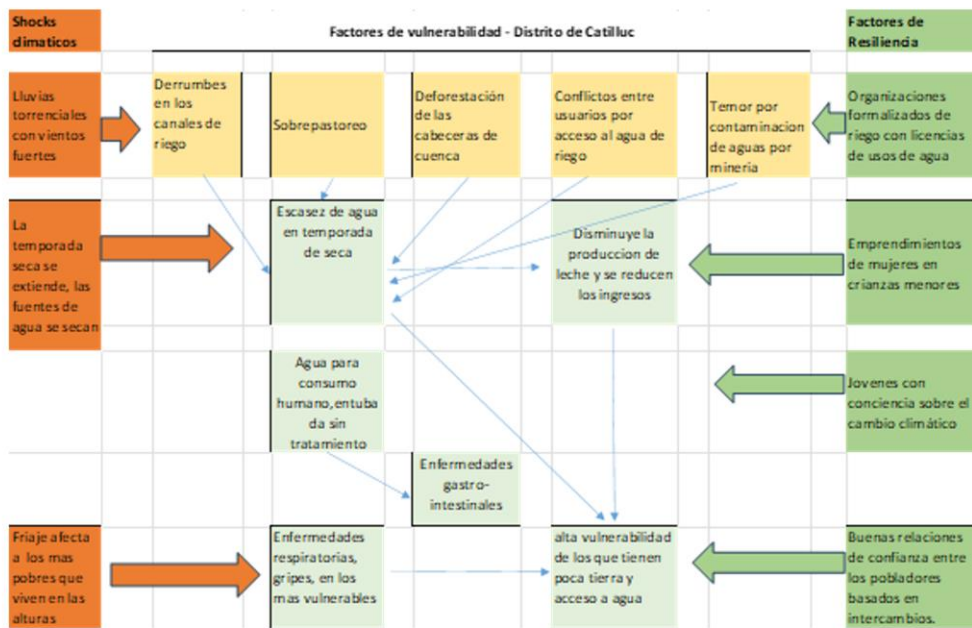 Shocks
climaticos
Factores de vulnerabilidad - Distrito de Catilluc
Factores de
Resiliencia
Lluvias
torrenciales
con vientos
fuertes
Derrumbes
en los
canales de
riego
Sobrepastoreo
Deforestación
de las
cabeceras de
cuenca
Conflictos entre
usuarios por
acceso al agua de
riego
Temor por
contaminacion
de aguas por
mineria
Organizaciones
formalizados de
riego con licencias
de usos de agua
La
temporada
seca se
extiende, las
fuentes de
agua se secan
Escasez de agua
en temporada
de seca
Disminuye la
produccion de
leche y se reducen
los ingresos
Emprendimientos
de mujeres en
crianzas menores
Agua para
consumo
humano, entuba
da sin
tratamiento
Jovenes con
conciencia sobre el
cambio climático
Enfermedades
gastro-
intestinales
Friaje afecta
a los mas
pobres que
viven en las
alturas
Enfermedades
respiratorias,
gripes, en los
mas vulnerables
alta vulnerabilidad
de los que tienen
poca tierra y
acceso a agua
Buenas relaciones
de confianza entre
los pobladores
basados en
intercambios.